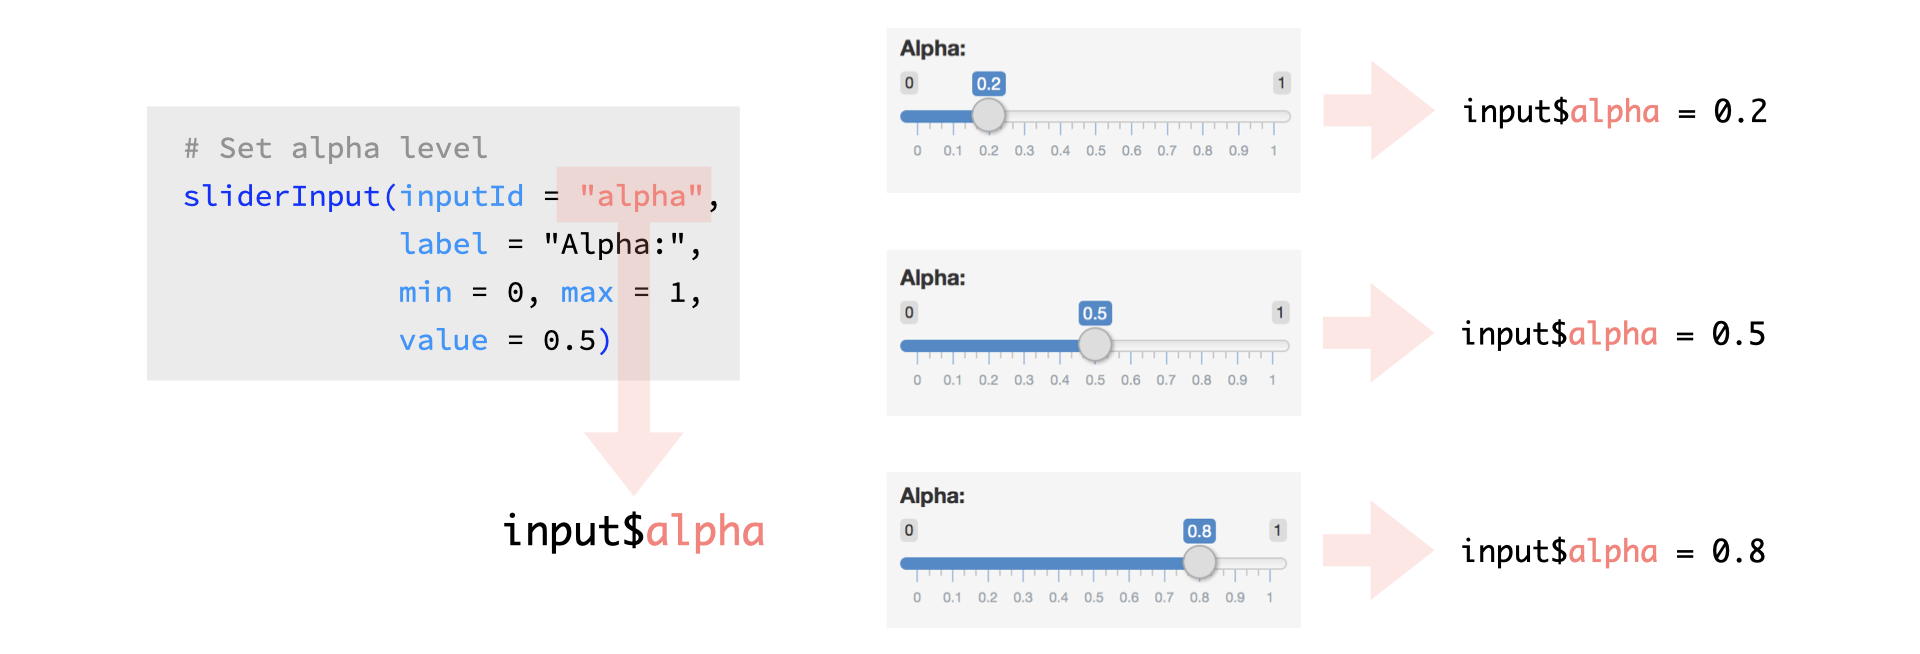 # Set alpha level
sliderInput(inputId = "alpha",
label = "Alpha:",
min = 0, max = 1,
value = 0.5)
input$alpha
Alpha:
0 0.2 1
0 0.1 0.2 0.3 0.4 0.5 0.6 0.7 0.8 0.9 1
input$alpha = 0.2
Alpha:
0 0.5 1
0 0.1 0.2 0.3 0.4 0.5 0.6 0.7 0.8 0.9 1
input$alpha = 0.5
Alpha:
0 0.8 1
0 0.1 0.2 0.3 0.4 0.5 0.6 0.7 0.8 0.9 1
input$alpha = 0.8